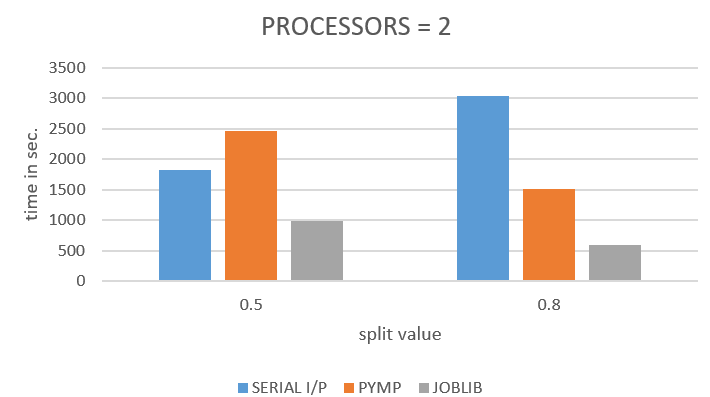 PROCESSORS = 2
time in sec.
3500
3000
2500
2000
1500
1000
500
0
0.5 0.8
split value
SERIAL I/P PYMP JOBLIB